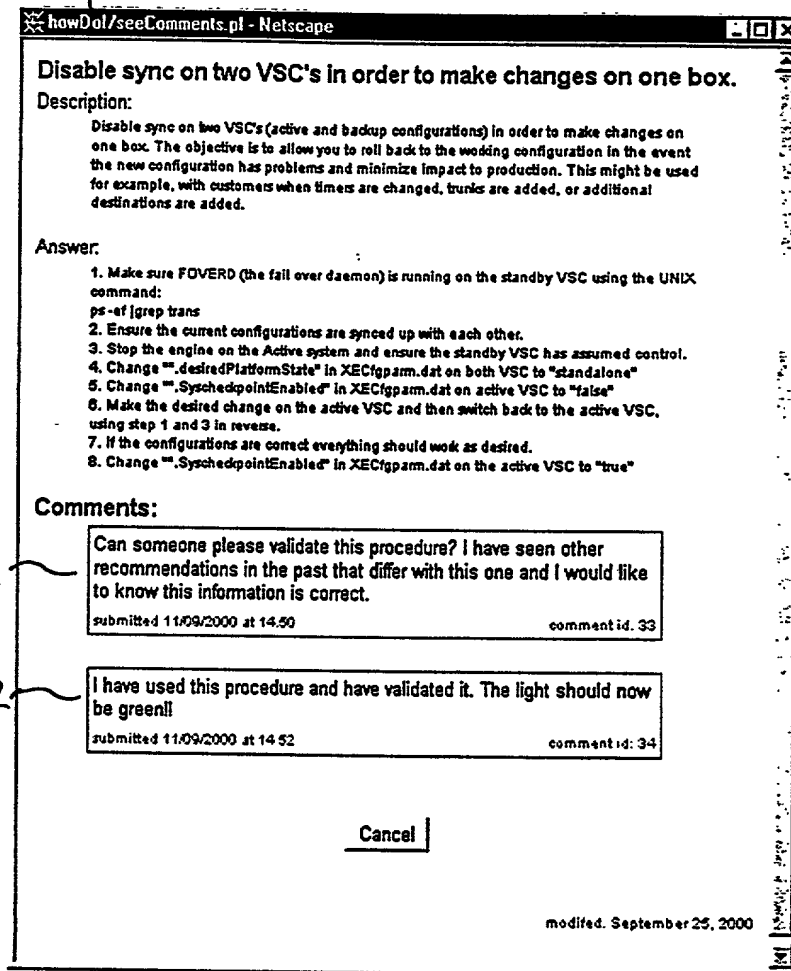 howDoI/seeComments.pl - Netscape
Disable sync on two VSC's in order to make changes on one box.
Description:
Disable sync on two VSC's (active and backup configurations) in order to make changes on
one box. The objective is to allow you to roll back to the working configuration in the event
the new configuration has problems and minimize impact to production. This might be used
for example, with customers when timers are changed, trunks are added, or additional
destinations are added.
Answer:
1. Make sure FOVERD (the fail over daemon) is running on the standby VSC using the UNIX
command:
ps -ef |grep trans
2. Ensure the current configurations are synced up with each other.
3. Stop the engine on the Active system and ensure the standby VSC has assumed control.
4. Change "*.desiredPlatformState" in XECfgparm.dat on both VSC to "standalone"
5. Change "*.SyscheckpointEnabled" in XECfgparm.dat on active VSC to "false"
6. Make the desired change on the active VSC and then switch back to the active VSC,
using step 1 and 3 in reverse.
7. If the configurations are correct everything should work as desired.
8. Change "*.SyscheckpointEnabled" in XECfgparm.dat on the active VSC to "true"
Comments:
Can someone please validate this procedure? I have seen other
recommendations in the past that differ with this one and I would like
to know this information is correct.
submitted 11/09/2000 at 14.50 comment id. 33
I have used this procedure and have validated it. The light should now
be green!!
submitted 11/09/2000 at 14 52 comment id: 34
Cancel
modifed. September 25, 2000